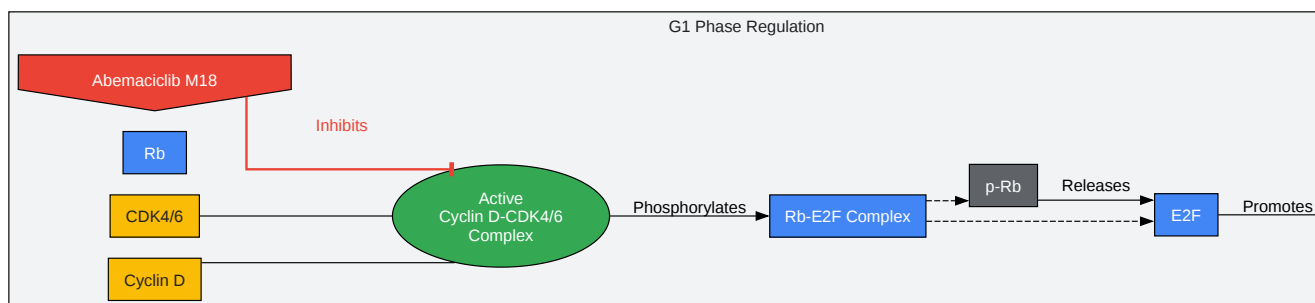 G1 Phase Regulation
Abemaciclib M18
Inhibits
Rb
CDK4/6
Cyclin D
Active
Cyclin D-CDK4/6
Complex
Phosphorylates
Rb-E2F Complex
p-Rb
Releases
E2F
Promotes